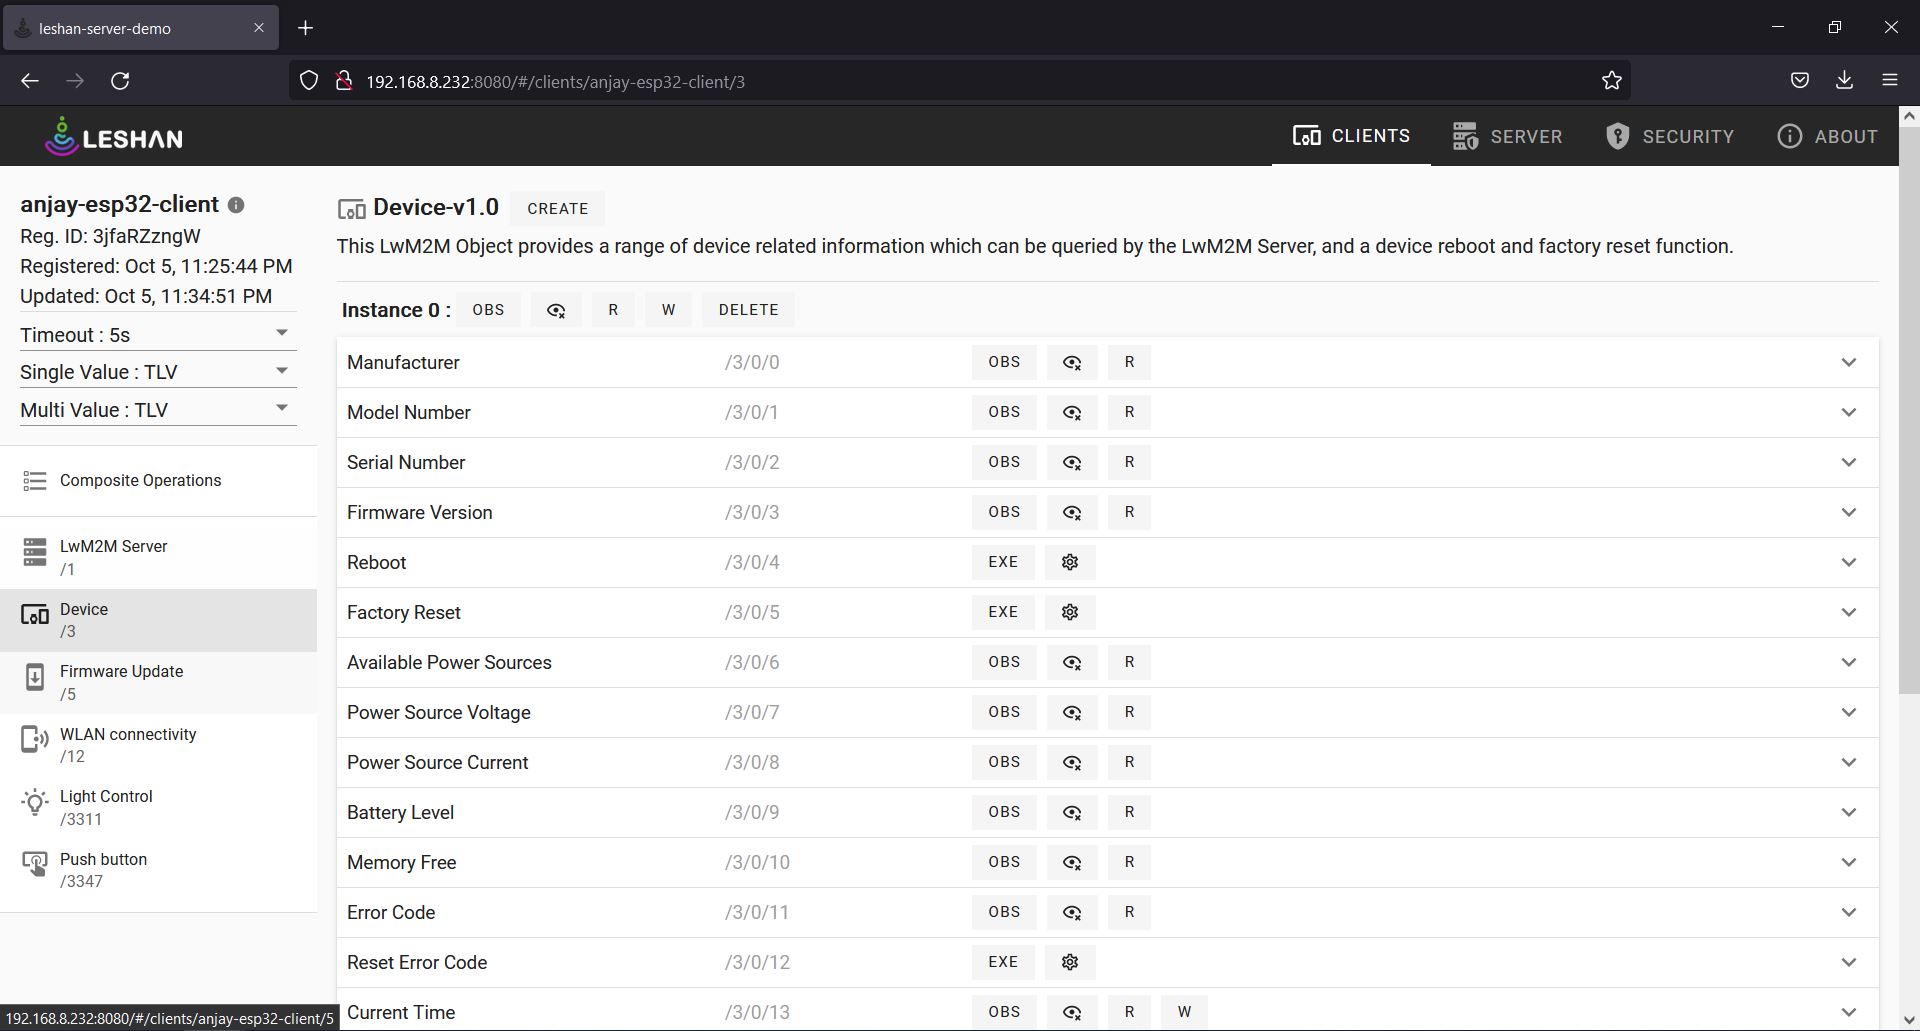 leshan-server-demo
192.168.8.232:8080/#/clients/anjay-esp32-client/3
LESHAN
CLIENTS
SERVER
SECURITY
ABOUT
anjay-esp32-client
Reg. ID: 3jfaRZzngW
Registered: Oct 5, 11:25:44 PM
Updated: Oct 5, 11:34:51 PM
Timeout : 5s
Single Value : TLV
Multi Value : TLV
Composite Operations
LwM2M Server
/1
Device
/3
Firmware Update
/5
WLAN connectivity
/12
Light Control
/3311
Push button
/3347
Device-v1.0 CREATE
This LwM2M Object provides a range of device related information which can be queried by the LwM2M Server, and a device reboot and factory reset function.
Instance 0 : OBS R W DELETE
Manufacturer /3/0/0 OBS R
Model Number /3/0/1 OBS R
Serial Number /3/0/2 OBS R
Firmware Version /3/0/3 OBS R
Reboot /3/0/4 EXE
Factory Reset /3/0/5 EXE
Available Power Sources /3/0/6 OBS R
Power Source Voltage /3/0/7 OBS R
Power Source Current /3/0/8 OBS R
Battery Level /3/0/9 OBS R
Memory Free /3/0/10 OBS R
Error Code /3/0/11 OBS R
Reset Error Code /3/0/12 EXE
Current Time /3/0/13 OBS R W
192.168.8.232:8080/#/clients/anjay-esp32-client/5